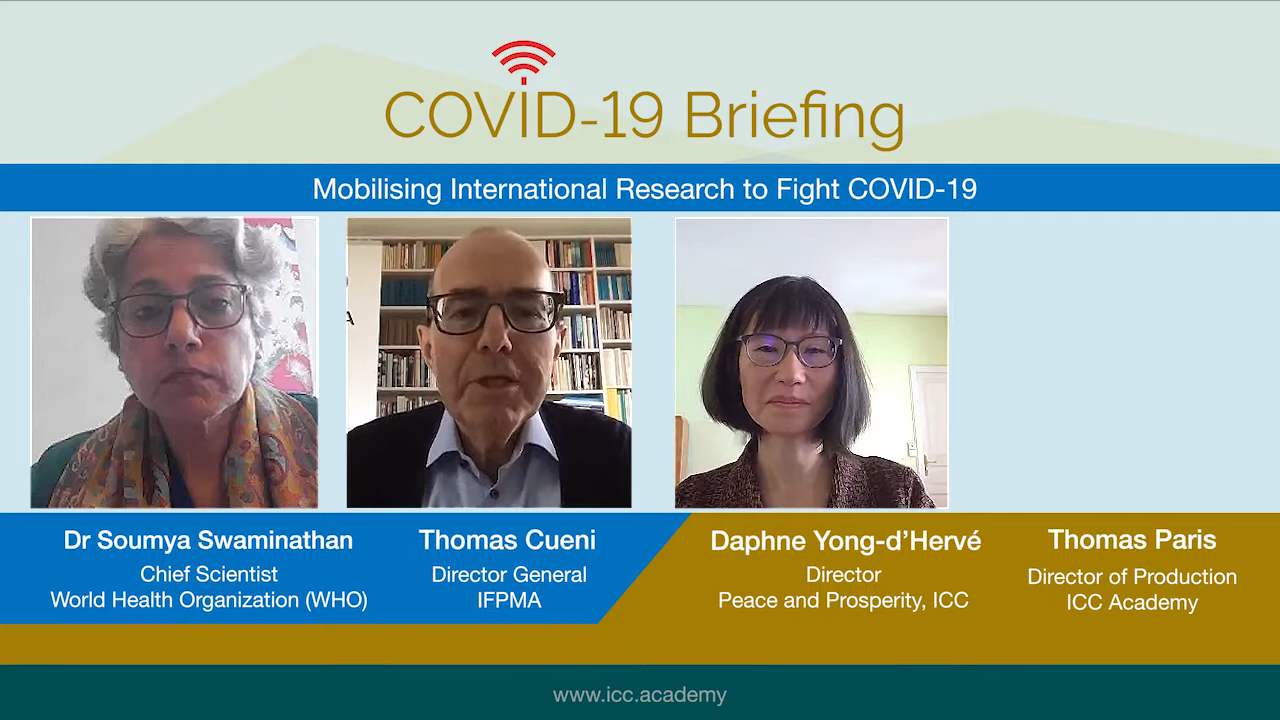 COVID-19 Briefing
Mobilising International Research to Fight COVID-19
A
Dr Soumya Swaminathan
Chief Scientist
World Health Organization (WHO)
Thomas Cueni
Director General
IFPMA
Daphne Yong-d’Hervé
Director
Peace and Prosperity, ICC
Thomas Paris
Director of Production
ICC Academy
www.icc.academy